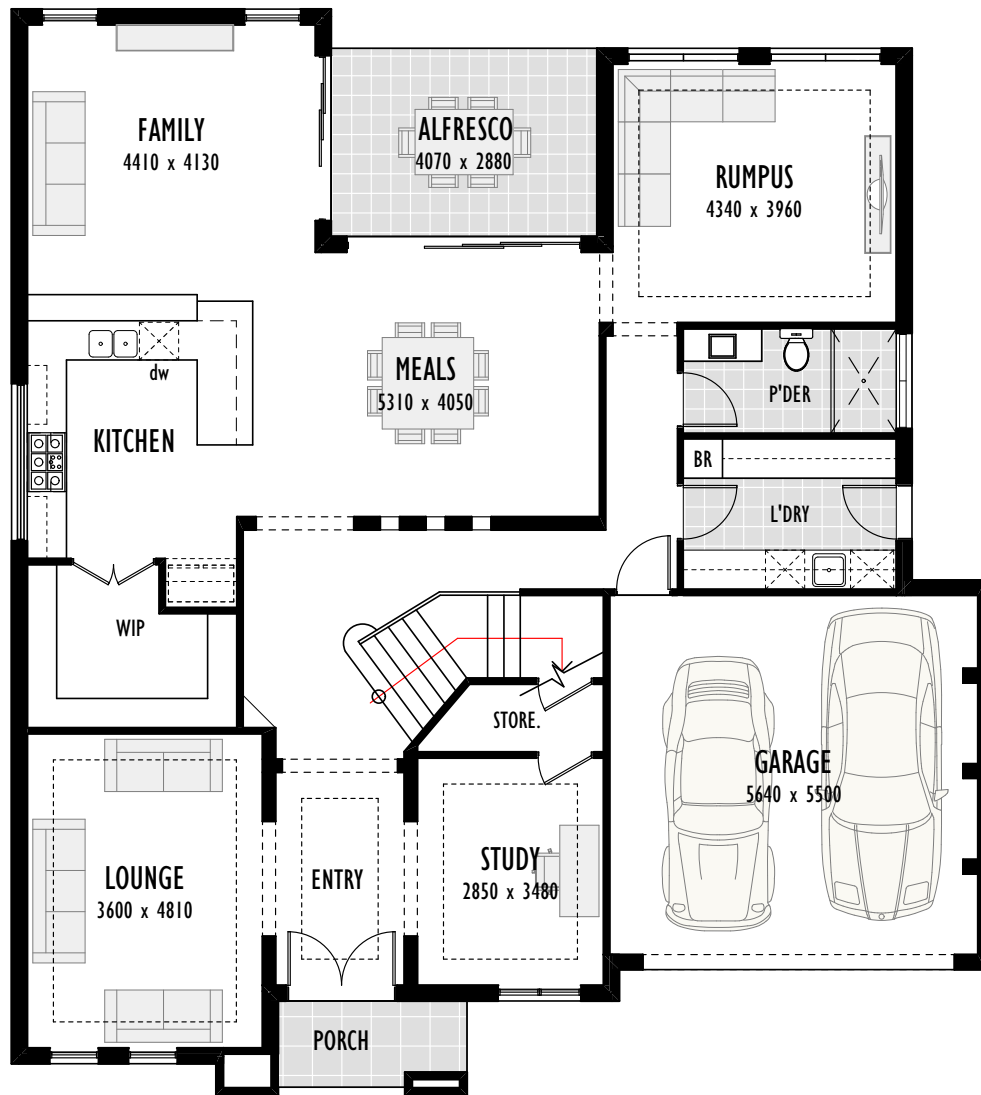 FAMILY
4410 x 4130
ALFRESCO
4070 x 2880
RUMPUS
4340 x 3960
dw
MEALS
5310 x 4050
P'DER
KITCHEN
BR
L'DRY
WIP
STORE.
GARAGE
5640 x 5500
LOUNGE
3600 x 4810
ENTRY
STUDY
2850 x 3480
PORCH